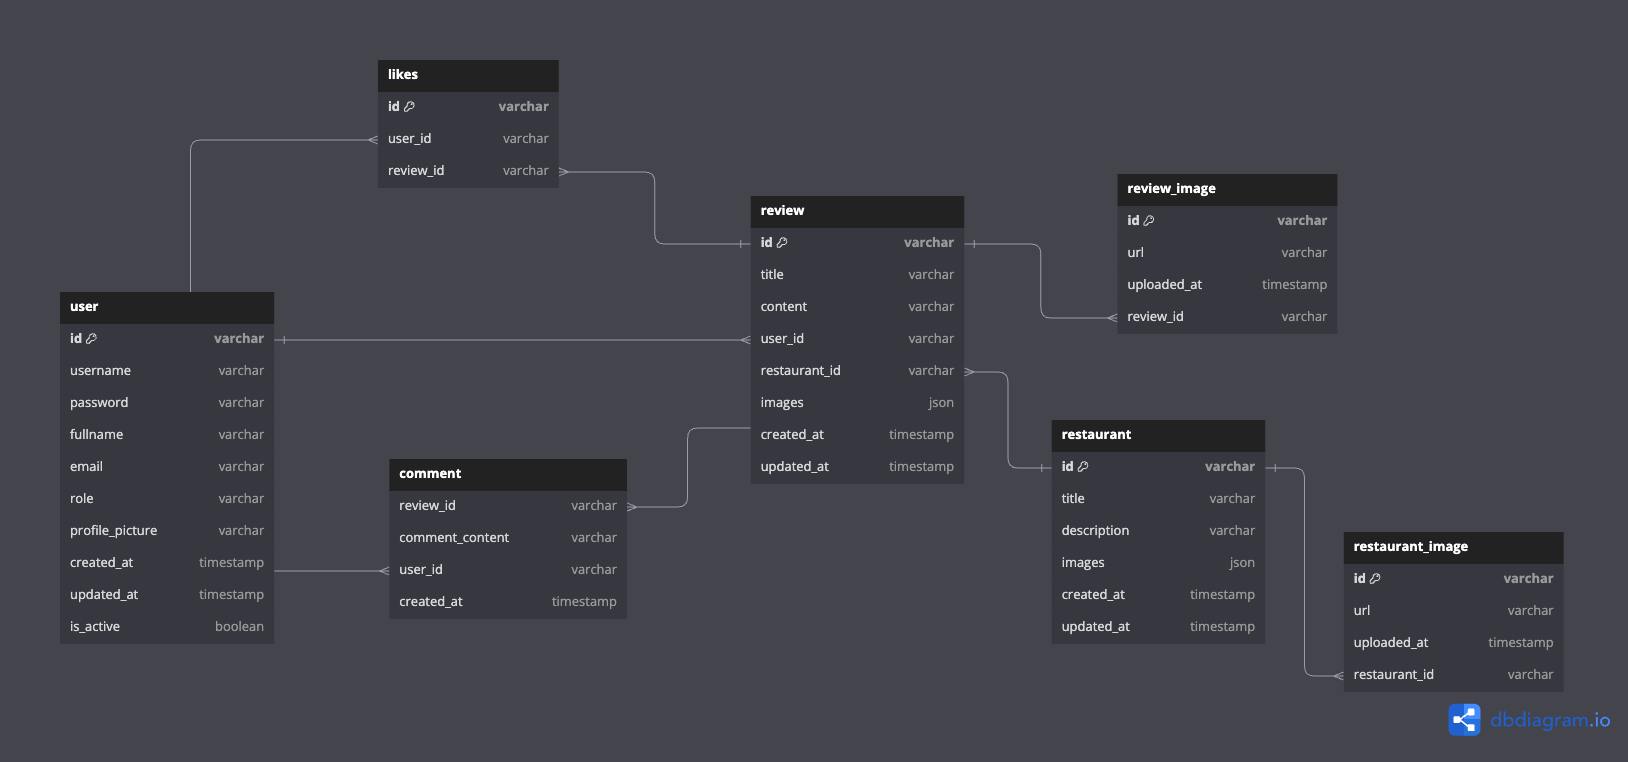 likes
id varchar
user_id varchar
review_id varchar
review
id varchar
title varchar
content varchar
user_id varchar
restaurant_id varchar
images json
created_at timestamp
updated_at timestamp
review_image
id varchar
url varchar
uploaded_at timestamp
review_id varchar
user
id varchar
username varchar
password varchar
fullname varchar
email varchar
role varchar
profile_picture varchar
created_at timestamp
updated_at timestamp
is_active boolean
comment
review_id varchar
comment_content varchar
user_id varchar
created_at timestamp
restaurant
id varchar
title varchar
description varchar
images json
created_at timestamp
updated_at timestamp
restaurant_image
id varchar
url varchar
uploaded_at timestamp
restaurant_id varchar
dbdiagram.io